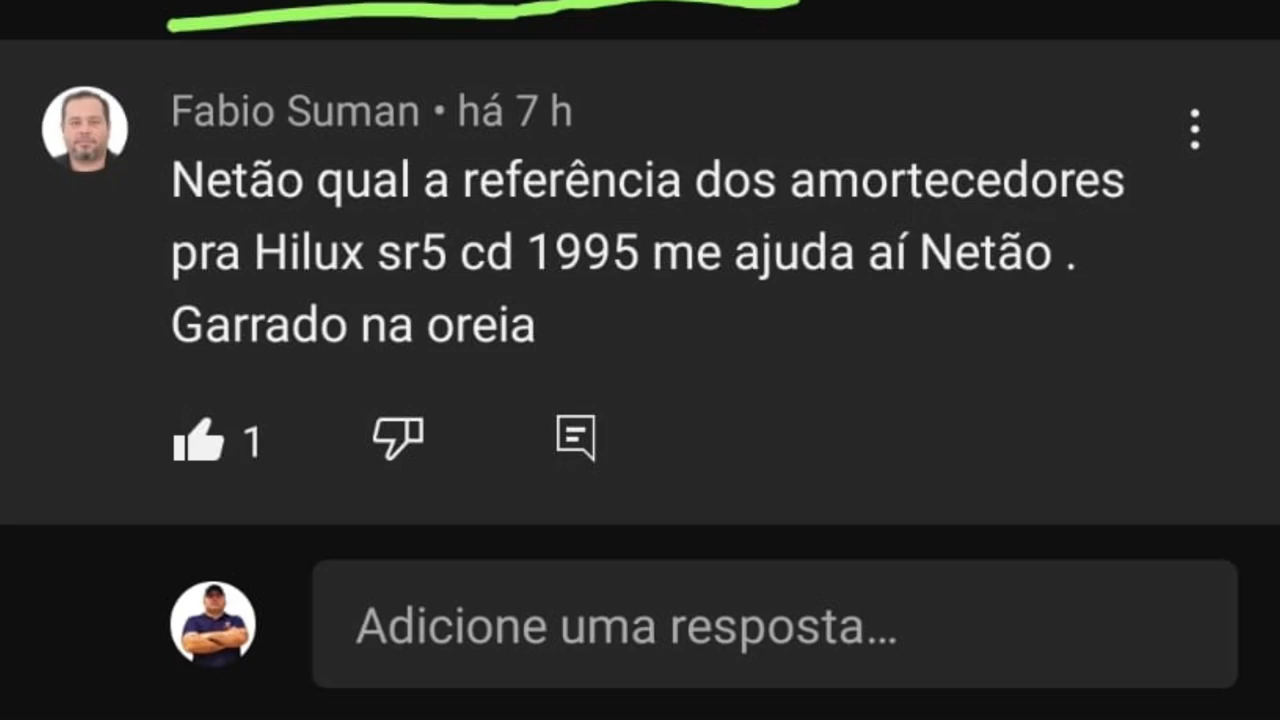 Fabio Suman • há 7 h
Netão qual a referência dos amortecedores
pra Hilux sr5 cd 1995 me ajuda aí Netão .
Garrado na oreia
1
Adicione uma resposta...